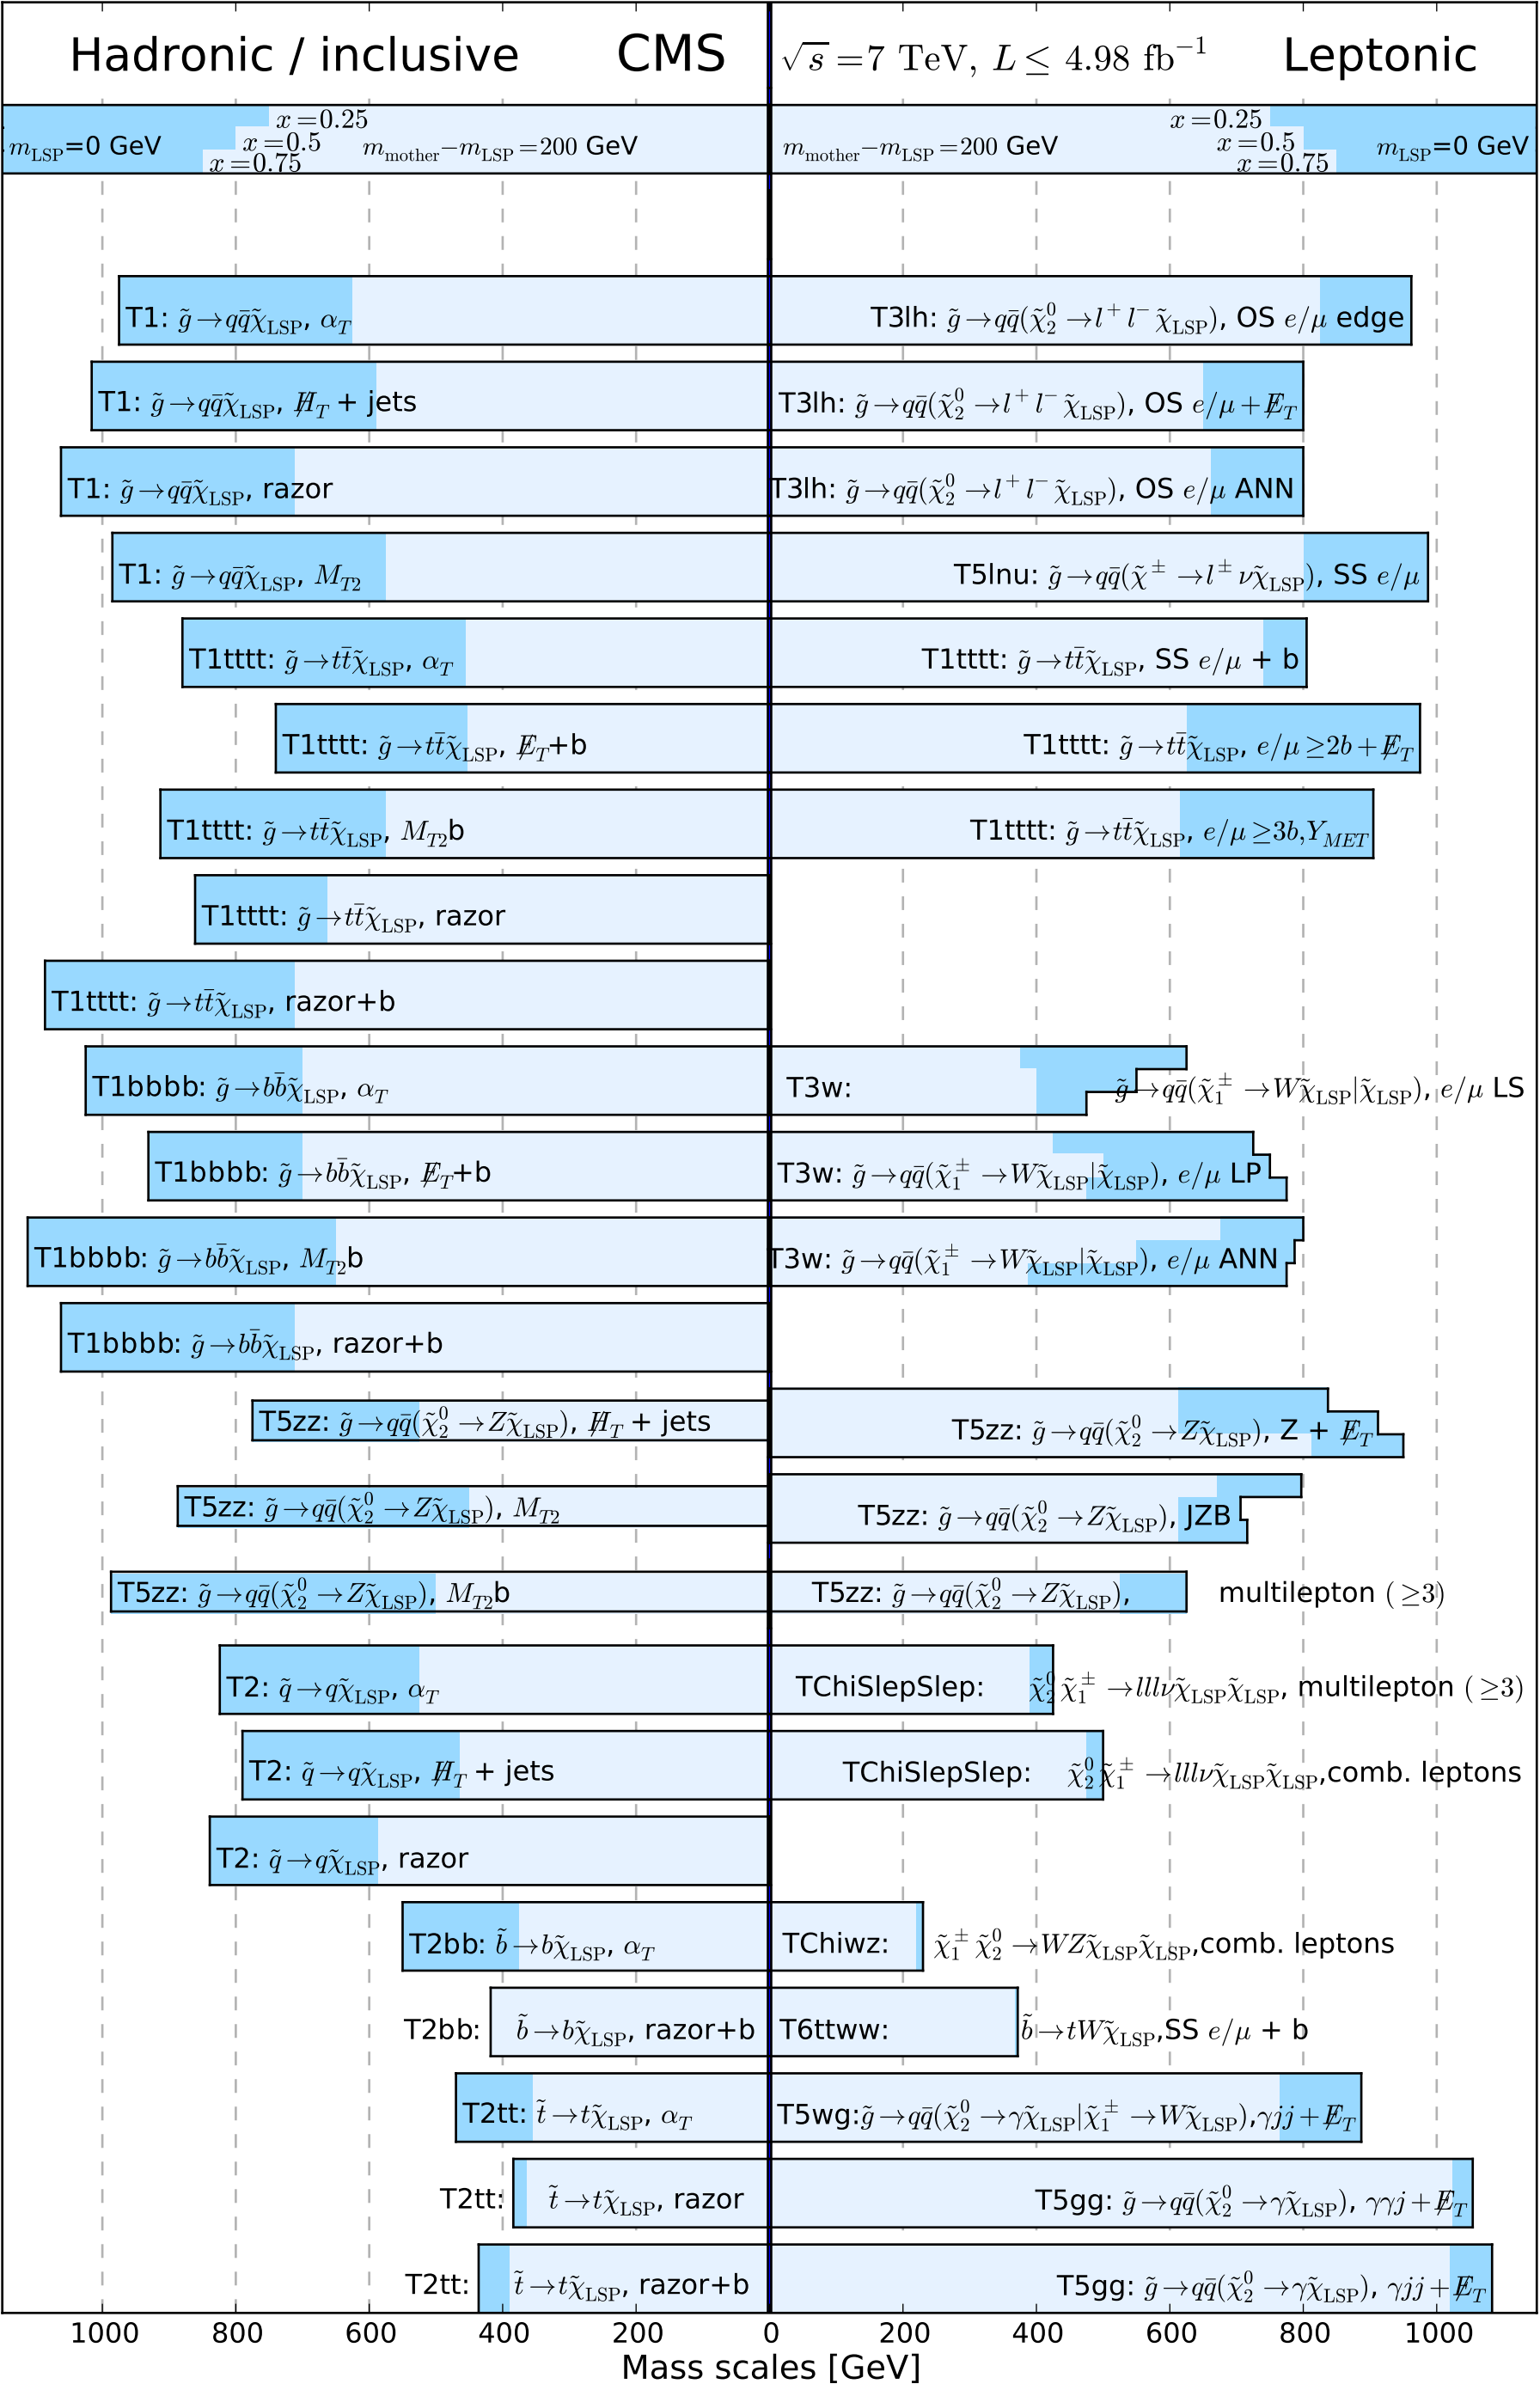 Hadronic / inclusive CMS √s =7 TeV, L ≤ 4.98 fb⁻¹ Leptonic
x=0.25 x=0.25
m_LSP=0 GeV x=0.5 m_mother−m_LSP=200 GeV m_mother−m_LSP=200 GeV x=0.5 m_LSP=0 GeV
x=0.75 x=0.75
T1: g̃→qq̄χ̃_LSP, α_T T3lh: g̃→qq̄(χ̃⁰₂→l⁺l⁻χ̃_LSP), OS e/μ edge
T1: g̃→qq̄χ̃_LSP, H̸_T + jets T3lh: g̃→qq̄(χ̃⁰₂→l⁺l⁻χ̃_LSP), OS e/μ+E̸_T
T1: g̃→qq̄χ̃_LSP, razor T3lh: g̃→qq̄(χ̃⁰₂→l⁺l⁻χ̃_LSP), OS e/μ ANN
T1: g̃→qq̄χ̃_LSP, M_T2 T5lnu: g̃→qq̄(χ̃^±→l^±νχ̃_LSP), SS e/μ
T1tttt: g̃→tt̄χ̃_LSP, α_T T1tttt: g̃→tt̄χ̃_LSP, SS e/μ + b
T1tttt: g̃→tt̄χ̃_LSP, E̸_T+b T1tttt: g̃→tt̄χ̃_LSP, e/μ≥2b+E̸_T
T1tttt: g̃→tt̄χ̃_LSP, M_T2b T1tttt: g̃→tt̄χ̃_LSP, e/μ≥3b,Y_MET
T1tttt: g̃→tt̄χ̃_LSP, razor
T1tttt: g̃→tt̄χ̃_LSP, razor+b
T1bbbb: g̃→bb̄χ̃_LSP, α_T T3w: g̃→qq̄(χ̃^±₁→Wχ̃_LSP|χ̃_LSP), e/μ LS
T1bbbb: g̃→bb̄χ̃_LSP, E̸_T+b T3w: g̃→qq̄(χ̃^±₁→Wχ̃_LSP|χ̃_LSP), e/μ LP
T1bbbb: g̃→bb̄χ̃_LSP, M_T2b T3w: g̃→qq̄(χ̃^±₁→Wχ̃_LSP|χ̃_LSP), e/μ ANN
T1bbbb: g̃→bb̄χ̃_LSP, razor+b
T5zz: g̃→qq̄(χ̃⁰₂→Zχ̃_LSP), H̸_T + jets T5zz: g̃→qq̄(χ̃⁰₂→Zχ̃_LSP), Z + E̸_T
T5zz: g̃→qq̄(χ̃⁰₂→Zχ̃_LSP), M_T2 T5zz: g̃→qq̄(χ̃⁰₂→Zχ̃_LSP), JZB
T5zz: g̃→qq̄(χ̃⁰₂→Zχ̃_LSP), M_T2b T5zz: g̃→qq̄(χ̃⁰₂→Zχ̃_LSP), multilepton (≥3)
T2: q̃→qχ̃_LSP, α_T TChiSlepSlep: χ̃⁰₂χ̃^±₁→lllνχ̃_LSPχ̃_LSP, multilepton (≥3)
T2: q̃→qχ̃_LSP, H̸_T + jets TChiSlepSlep: χ̃⁰₂χ̃^±₁→lllνχ̃_LSPχ̃_LSP,comb. leptons
T2: q̃→qχ̃_LSP, razor
T2bb: b̃→bχ̃_LSP, α_T TChiwz: χ̃^±₁χ̃⁰₂→WZχ̃_LSPχ̃_LSP,comb. leptons
T2bb: b̃→bχ̃_LSP, razor+b T6ttww: b̃→tWχ̃_LSP,SS e/μ + b
T2tt: t̃→tχ̃_LSP, α_T T5wg:g̃→qq̄(χ̃⁰₂→γχ̃_LSP|χ̃^±₁→Wχ̃_LSP),γjj+E̸_T
T2tt: t̃→tχ̃_LSP, razor T5gg: g̃→qq̄(χ̃⁰₂→γχ̃_LSP), γγj+E̸_T
T2tt: t̃→tχ̃_LSP, razor+b T5gg: g̃→qq̄(χ̃⁰₂→γχ̃_LSP), γjj+E̸_T
1000 800 600 400 200 0 200 400 600 800 1000
Mass scales [GeV]